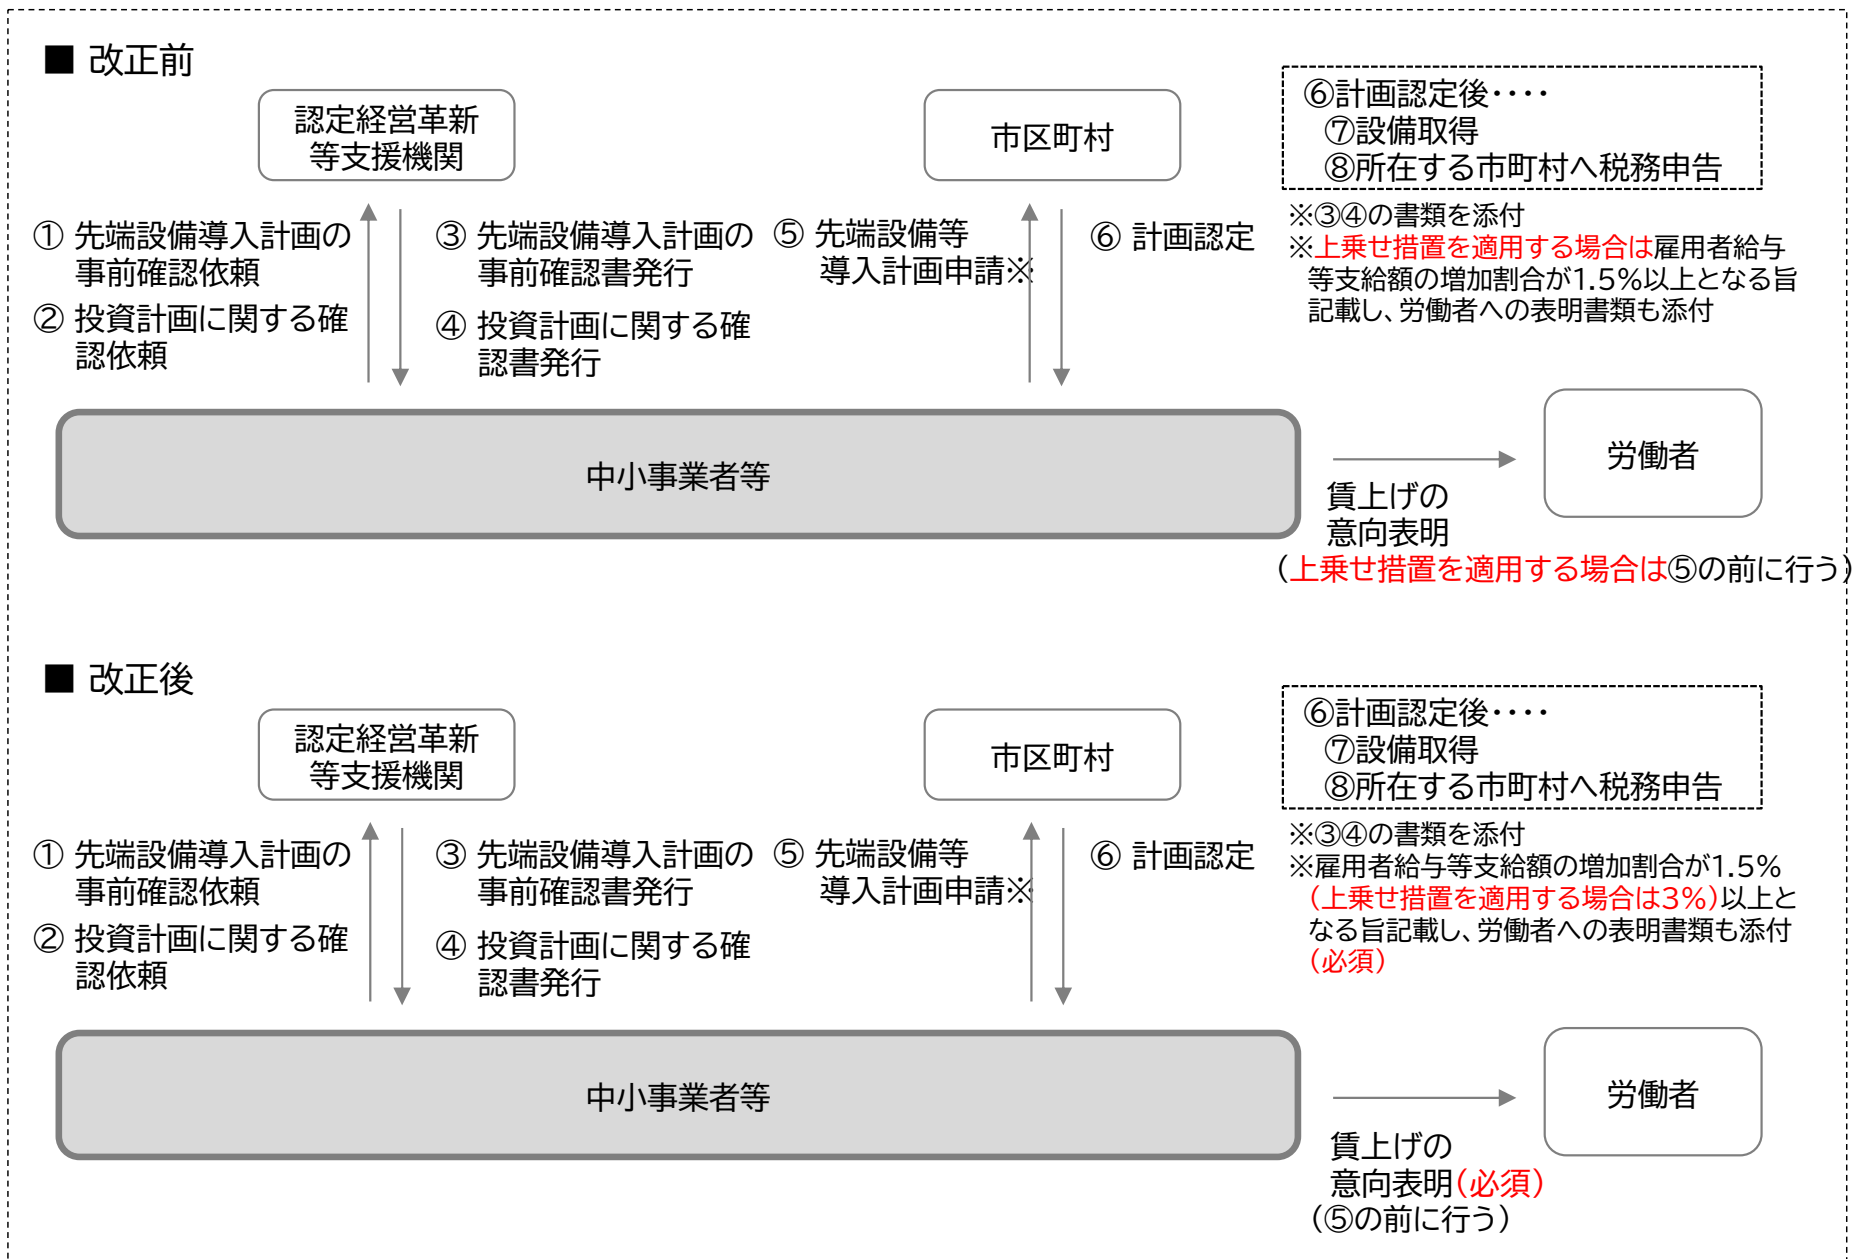 ■ 改正前
認定経営革新
等支援機関
市区町村
⑥計画認定後・・・・
⑦設備取得
⑧所在する市町村へ税務申告
① 先端設備導入計画の
事前確認依頼
② 投資計画に関する確
認依頼
③ 先端設備導入計画の
事前確認書発行
④ 投資計画に関する確
認書発行
⑤ 先端設備等
導入計画申請※
⑥ 計画認定
※③④の書類を添付
※上乗せ措置を適用する場合は雇用者給与
等支給額の増加割合が1.5%以上となる旨
記載し、労働者への表明書類も添付
中小事業者等
労働者
賃上げの
意向表明
(上乗せ措置を適用する場合は⑤の前に行う)
■ 改正後
認定経営革新
等支援機関
市区町村
⑥計画認定後・・・・
⑦設備取得
⑧所在する市町村へ税務申告
① 先端設備導入計画の
事前確認依頼
② 投資計画に関する確
認依頼
③ 先端設備導入計画の
事前確認書発行
④ 投資計画に関する確
認書発行
⑤ 先端設備等
導入計画申請※
⑥ 計画認定
※③④の書類を添付
※雇用者給与等支給額の増加割合が1.5%
(上乗せ措置を適用する場合は3%)以上と
なる旨記載し、労働者への表明書類も添付
(必須)
中小事業者等
労働者
賃上げの
意向表明(必須)
(⑤の前に行う)